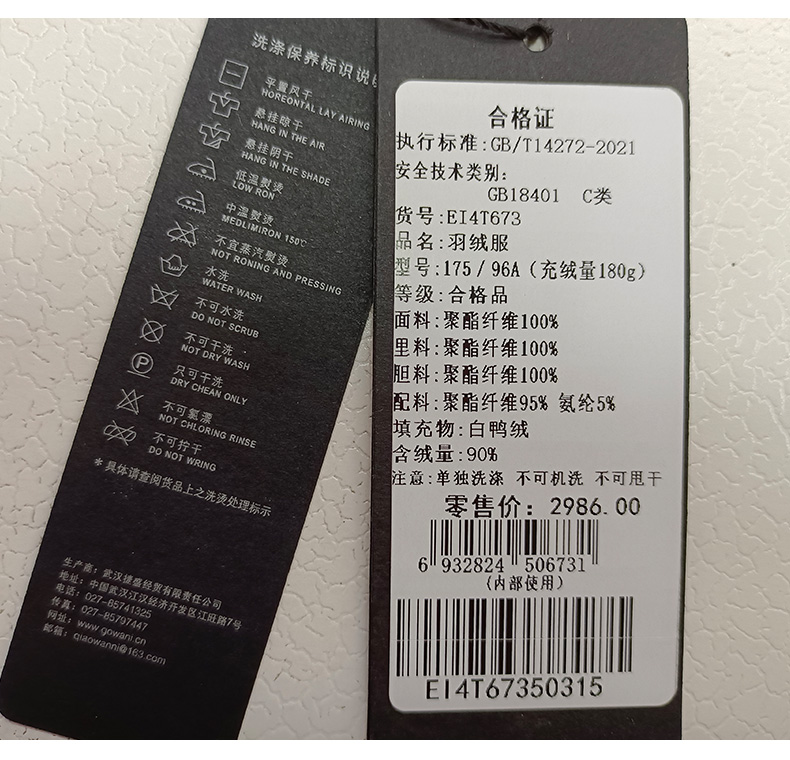 洗涤保养标识说
平置风干
HOREONTAL LAY AIRING
悬挂晾干
HANG IN THE AIR
悬挂阴干
HANG IN THE SHADE
低温熨烫
LOW RON
中温熨烫
MEDLIMIRON 150℃
不宜蒸汽熨烫
NOT RONING AND PRESSING
水洗
WATER WASH
不可水洗
DO NOT SCRUB
不可干洗
NOT DRY WASH
P
只可干洗
DRY CHEAN ONLY
不可氯漂
NOT CHLORING RINSE
不可拧干
DO NOT WRING
*具体请查阅货品上之洗烫处理标示
生产商：武汉捷盛经贸有限责任公司
地址：中国武汉江汉经济开发区江旺路7号
电话：027-85741325
传真：027-85797447
网址：www.gowani.cn
邮箱：qiaowanni@163.com
合格证
执行标准:GB/T14272-2021
安全技术类别:
GB18401 C类
货号:EI4T673
品名:羽绒服
型号:175/96A（充绒量180g）
等级:合格品
面料:聚酯纤维100%
里料:聚酯纤维100%
胆料:聚酯纤维100%
配料:聚酯纤维95% 氨纶5%
填充物:白鸭绒
含绒量:90%
注意:单独洗涤 不可机洗 不可甩干
零售价: 2986.00
6 932824 506731
(内部使用)
EI4T67350315